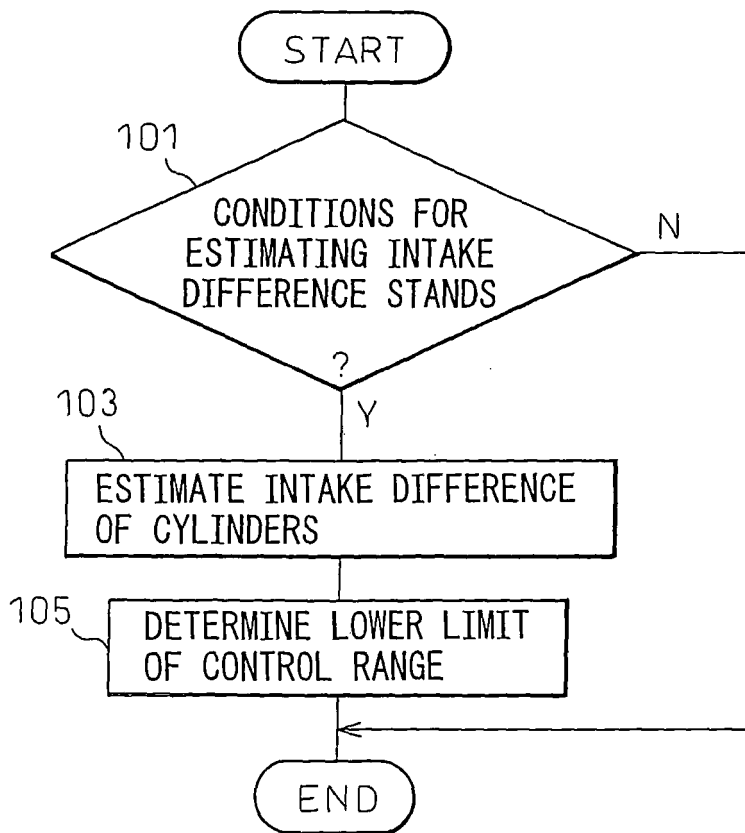 START
101
CONDITIONS FOR
ESTIMATING INTAKE
DIFFERENCE STANDS
?
N
Y
103
ESTIMATE INTAKE DIFFERENCE
OF CYLINDERS
105
DETERMINE LOWER LIMIT
OF CONTROL RANGE
END